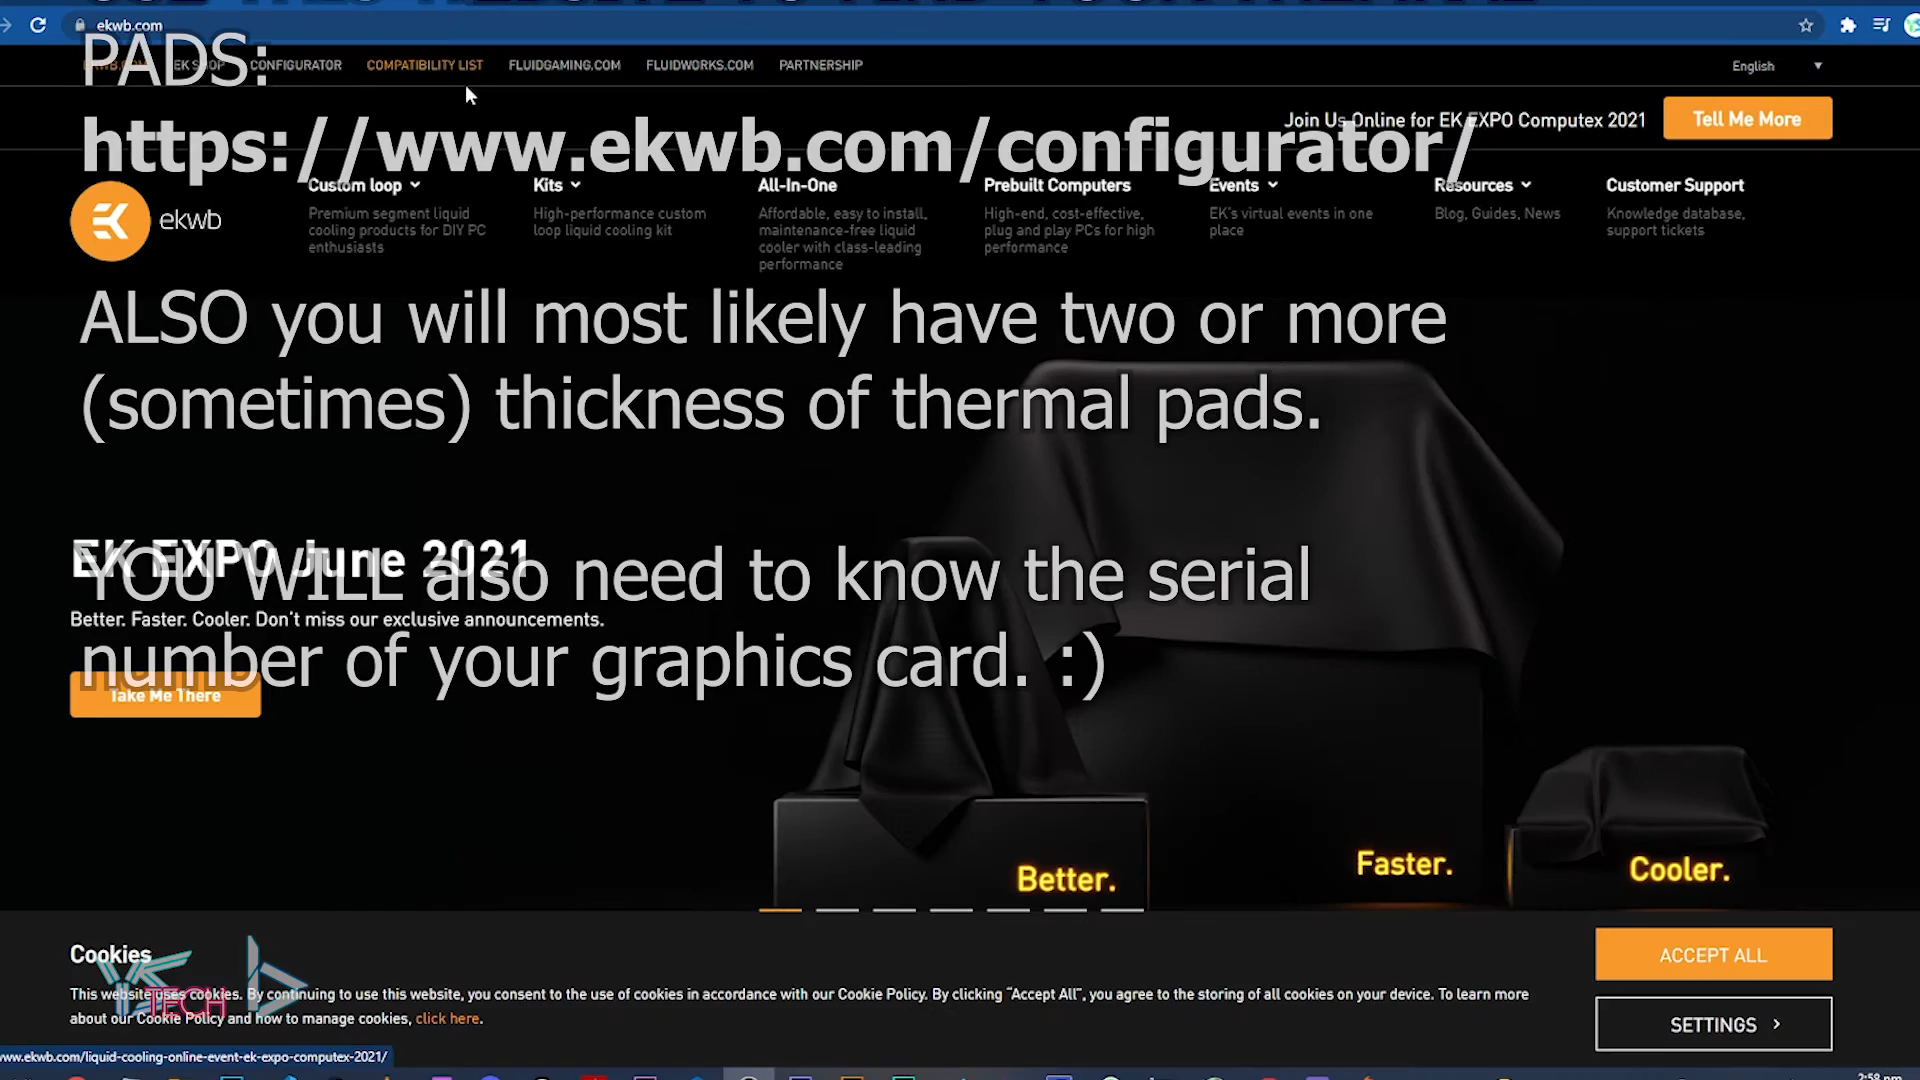 ekwb.com
PADS:
EK SHOP CONFIGURATOR COMPATIBILITY LIST FLUIDGAMING.COM FLUIDWORKS.COM PARTNERSHIP English
Join Us Online for EK EXPO Computex 2021 Tell Me More
https://www.ekwb.com/configurator/
Custom loop Kits All-In-One Prebuilt Computers Events Resources Customer Support
ekwb
Premium segment liquid
cooling products for DIY PC
enthusiasts
High-performance custom
loop liquid cooling kit
Affordable, easy to install,
maintenance-free liquid
cooler with class-leading
performance
High-end, cost-effective,
plug and play PCs for high
performance
EK's virtual events in one
place
Blog, Guides, News
Knowledge database,
support tickets
ALSO you will most likely have two or more
(sometimes) thickness of thermal pads.
EK EXPO June 2021
YOU WILL also need to know the serial
Better. Faster. Cooler. Don't miss our exclusive announcements.
number of your graphics card. :)
Take Me There
Better.
Faster.
Cooler.
Cookies
This website uses cookies. By continuing to use this website, you consent to the use of cookies in accordance with our Cookie Policy. By clicking "Accept All", you agree to the storing of all cookies on your device. To learn more
about our Cookie Policy and how to manage cookies, click here.
TECH
ACCEPT ALL
SETTINGS
www.ekwb.com/liquid-cooling-online-event-ek-expo-computex-2021/
2:58 pm